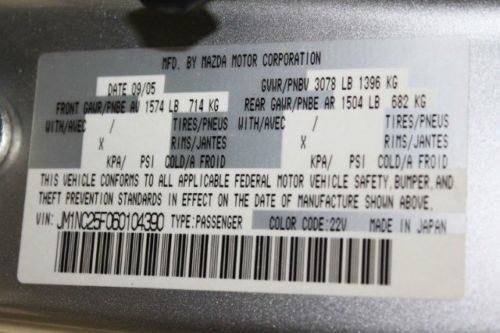 MFD. BY MAZDA MOTOR CORPORATION
DATE 09/05 GVWR/PNBV 3078 LB 1396 KG
FRONT GAWR/PNBE AV 1574 LB 714 KG REAR GAWR/PNBE AR 1504 LB 682 KG
WITH/AVEC / TIRES/PNEUS WITH/AVEC / TIRES/PNEUS
X RIMS/JANTES X RIMS/JANTES
KPA/ PSI COLD/A FROID KPA/ PSI COLD/A FROID
THIS VEHICLE CONFORMS TO ALL APPLICABLE FEDERAL MOTOR VEHICLE SAFETY, BUMPER, AND
THEFT PREVENTION STANDARDS IN EFFECT ON THE DATE OF MANUFACTURE SHOWN ABOVE.
VIN: JM1NC25F060104390 TYPE:PASSENGER COLOR CODE:22V MADE IN JAPAN